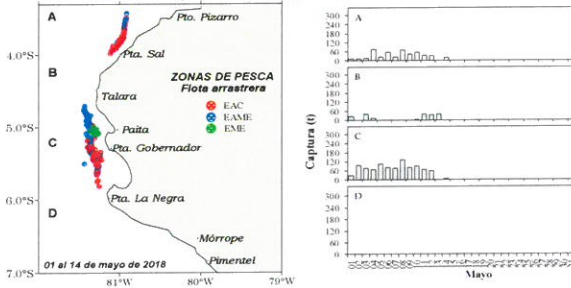 A
Pto. Pizarro
4.0°S
Pta. Sal
B
ZONAS DE PESCA
Flota arrastrera
Talara
EAC
EAME
EME
5.0°S
Paita
C
Pta. Gobernador
6.0°S
Pta. La Negra
D
Mórrope
Pimentel
01 al 14 de mayo de 2018
7.0°S
81°W
80°W
79°W
Captura (t)
A
300
240
180
120
60
0
B
300
240
180
120
60
0
C
300
240
180
120
60
0
D
300
240
180
120
60
0
Mayo